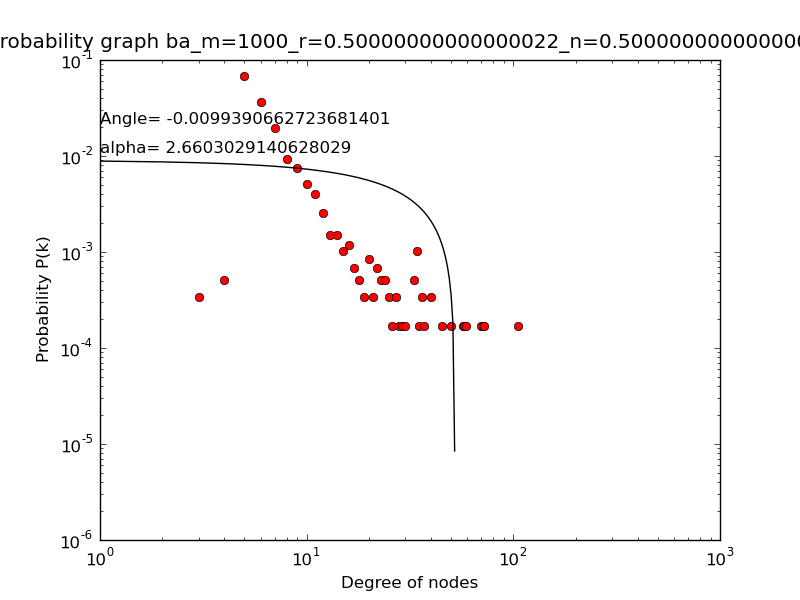 robability graph ba_m=1000_r=0.50000000000000022_n=0.5000000000000000
10^-1
Angle= -0.0099390662723681401
alpha= 2.6603029140628029
10^-2
10^-3
10^-4
10^-5
10^-6
Probability P(k)
10^0 10^1 10^2 10^3
Degree of nodes